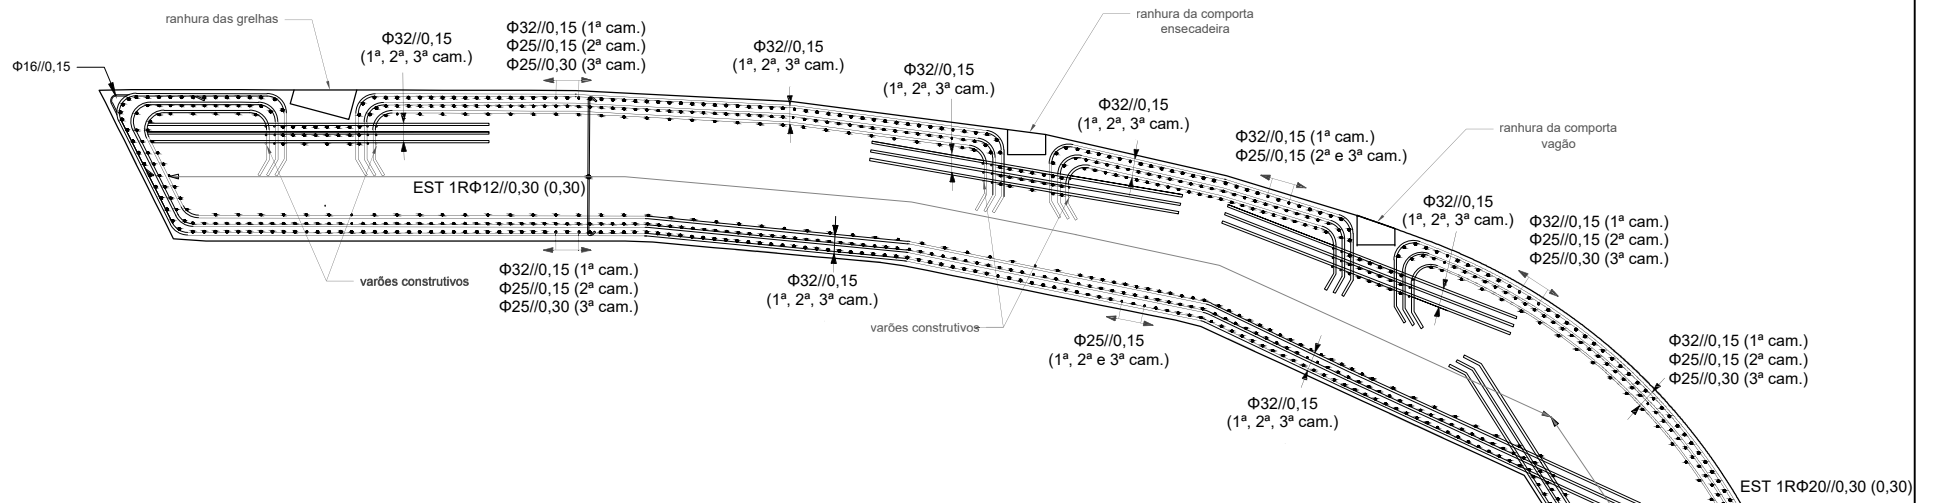 ranhura das grelhas
Φ16//0,15
Φ32//0,15
(1ª, 2ª, 3ª cam.)
Φ32//0,15 (1ª cam.)
Φ25//0,15 (2ª cam.)
Φ25//0,30 (3ª cam.)
Φ32//0,15
(1ª, 2ª, 3ª cam.)
Φ32//0,15
(1ª, 2ª, 3ª cam.)
ranhura da comporta
ensecadeira
Φ32//0,15
(1ª, 2ª, 3ª cam.)
Φ32//0,15 (1ª cam.)
Φ25//0,15 (2ª e 3ª cam.)
ranhura da comporta
vagão
Φ32//0,15
(1ª, 2ª, 3ª cam.)
Φ32//0,15 (1ª cam.)
Φ25//0,15 (2ª cam.)
Φ25//0,30 (3ª cam.)
EST 1RΦ12//0,30 (0,30)
varões construtivos
Φ32//0,15 (1ª cam.)
Φ25//0,15 (2ª cam.)
Φ25//0,30 (3ª cam.)
Φ32//0,15
(1ª, 2ª, 3ª cam.)
varões construtivos
Φ25//0,15
(1ª, 2ª e 3ª cam.)
Φ32//0,15
(1ª, 2ª, 3ª cam.)
Φ32//0,15 (1ª cam.)
Φ25//0,15 (2ª cam.)
Φ25//0,30 (3ª cam.)
EST 1RΦ20//0,30 (0,30)